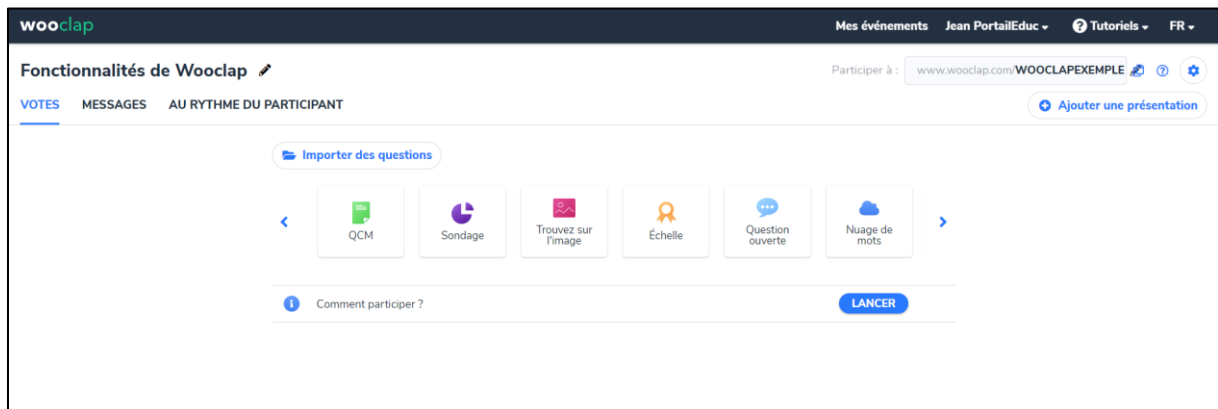 wooclap
Mes événements Jean PortailEduc Tutoriels FR
Fonctionnalités de Wooclap
Participer à : www.wooclap.com/WOOCLAPEXEMPLE
VOTES MESSAGES AU RYTHME DU PARTICIPANT
Ajouter une présentation
Importer des questions
QCM
Sondage
Trouvez sur
l'image
Échelle
Question
ouverte
Nuage de
mots
Comment participer ?
LANCER